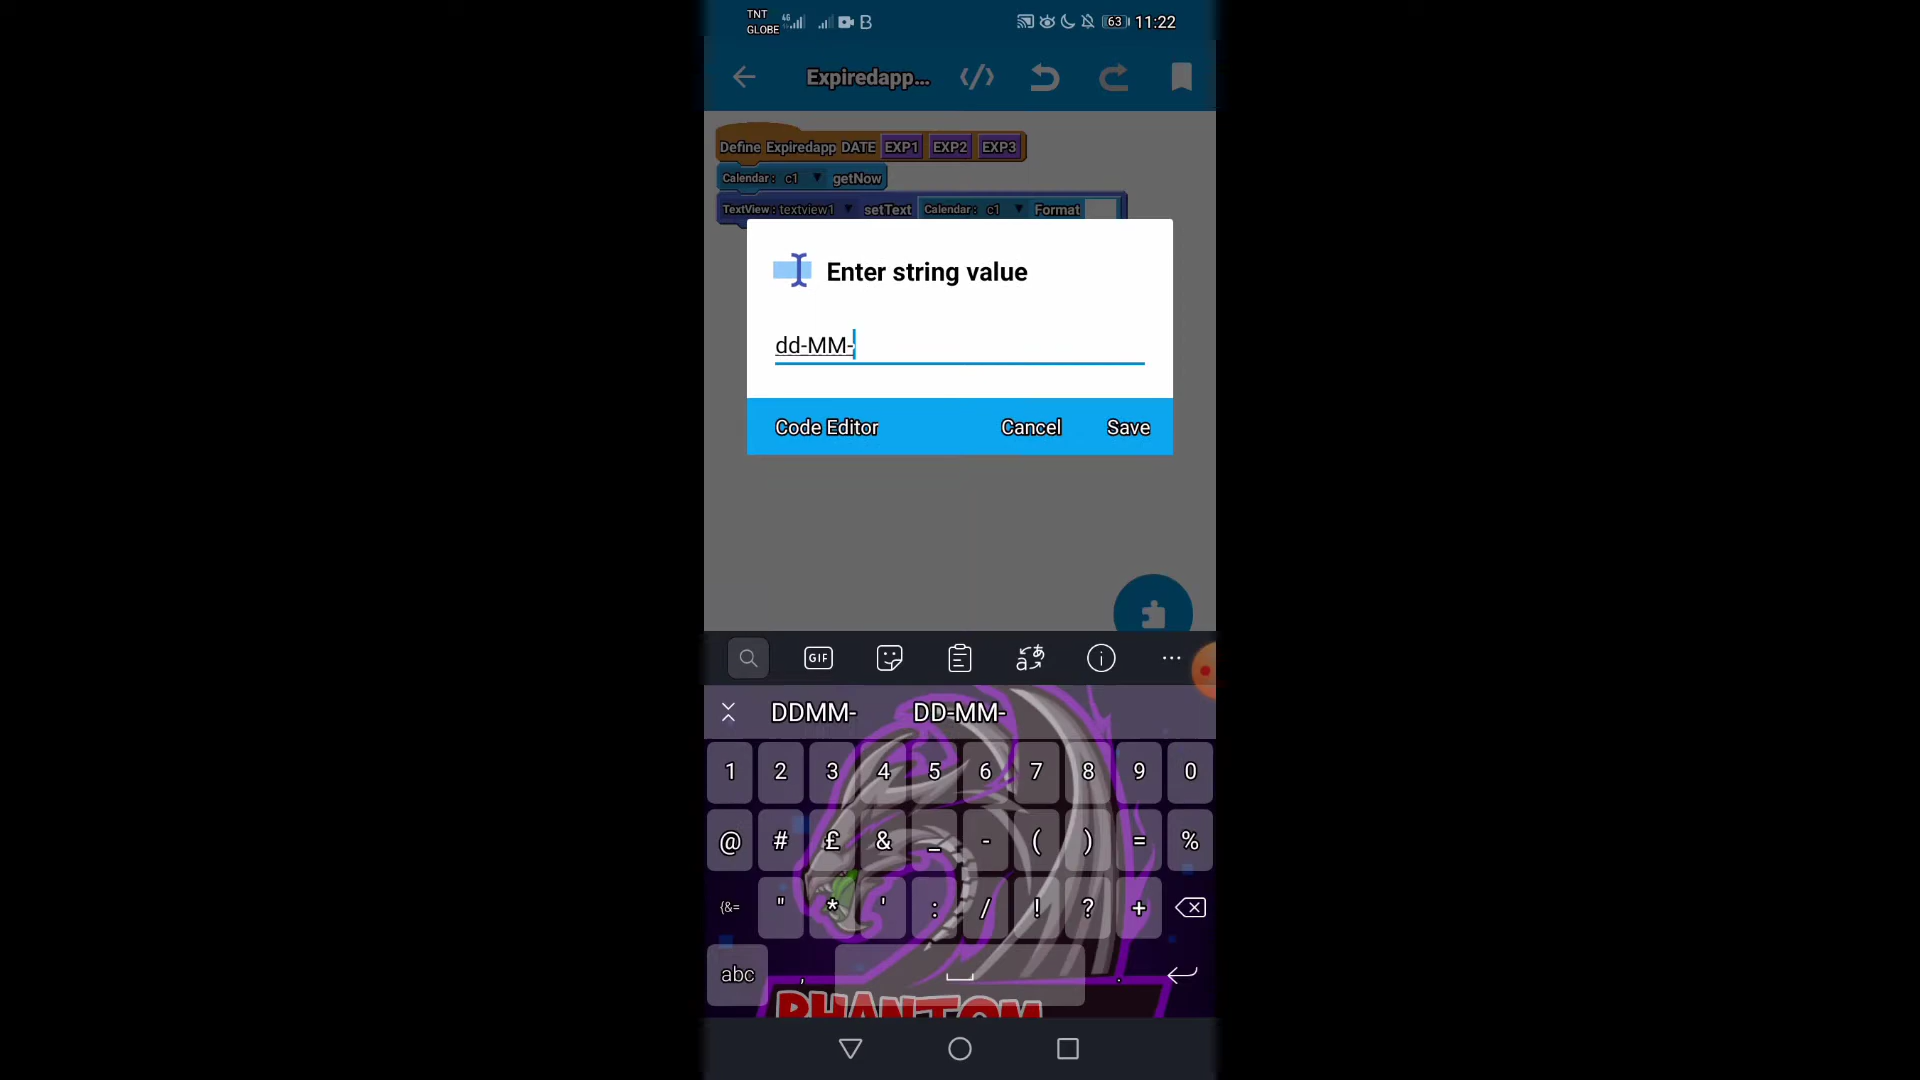 TNT
GLOBE 4G B 63 11:22
Expiredapp... </>
Define Expiredapp DATE EXP1 EXP2 EXP3
Calendar : c1 getNow
TextView : textview1 setText Calendar : c1 Format
Enter string value
dd-MM-
Code Editor Cancel Save
GIF
DDMM- DD-MM-
1 2 3 4 5 6 7 8 9 0
@ # £ & _ - ( ) = %
{&= " * ' : / ! ? +
abc , .
PHANTOM